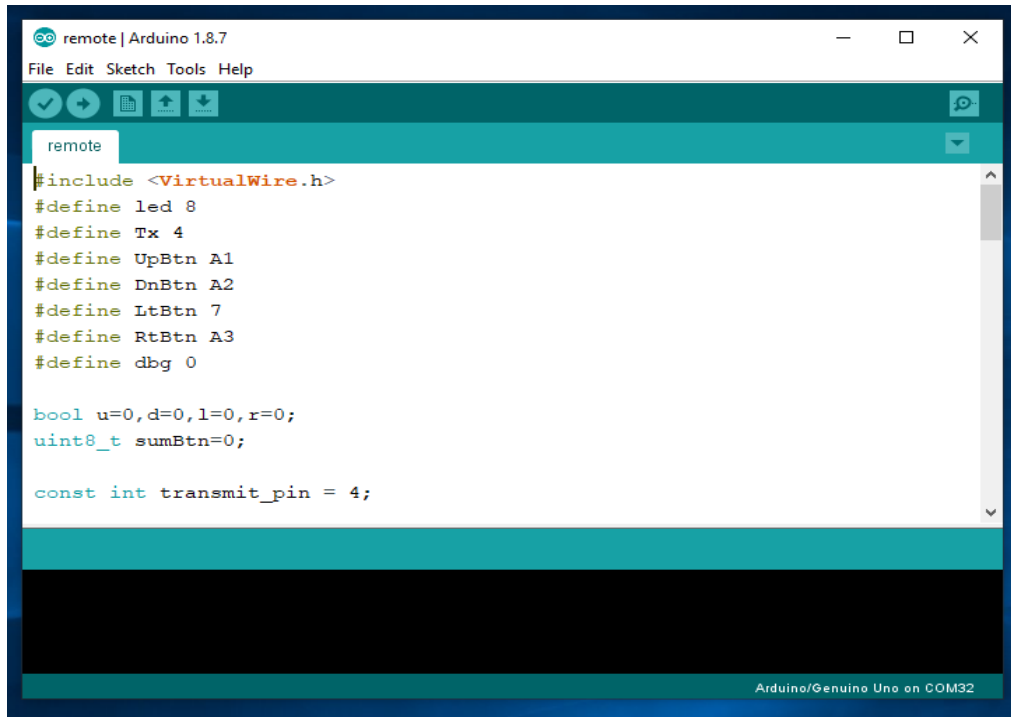 remote | Arduino 1.8.7
File Edit Sketch Tools Help
remote
#include <VirtualWire.h>
#define led 8
#define Tx 4
#define UpBtn A1
#define DnBtn A2
#define LtBtn 7
#define RtBtn A3
#define dbg 0
bool u=0,d=0,l=0,r=0;
uint8_t sumBtn=0;
const int transmit_pin = 4;
Arduino/Genuino Uno on COM32